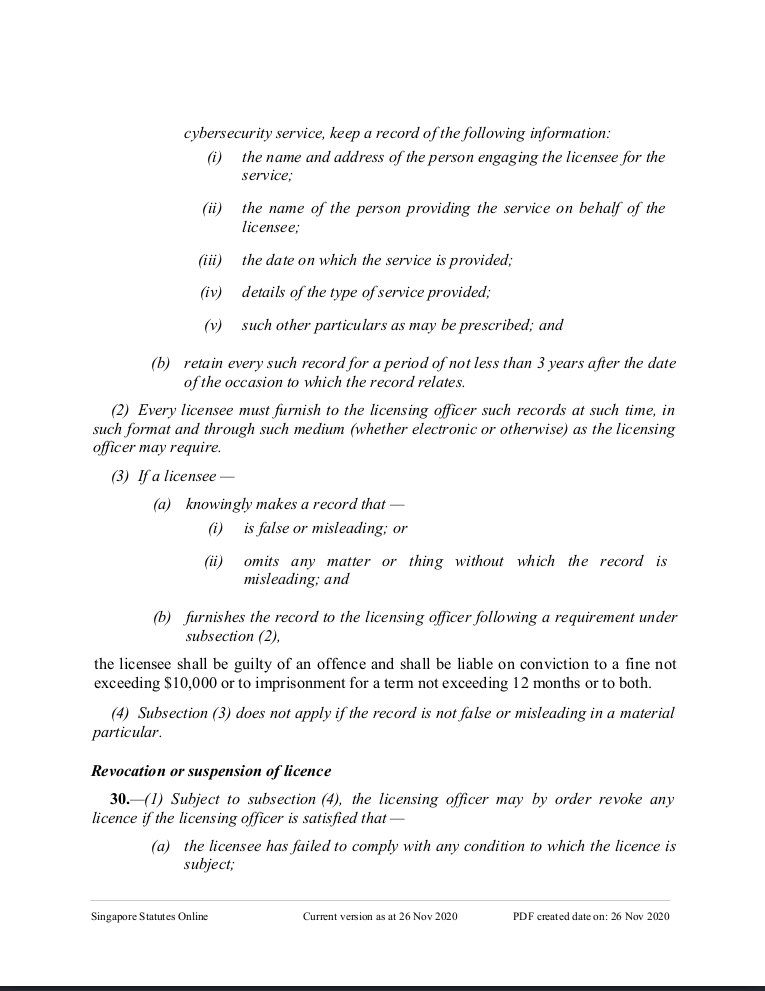 cybersecurity service, keep a record of the following information:
(i) the name and address of the person engaging the licensee for the
service;
(ii) the name of the person providing the service on behalf of the
licensee;
(iii) the date on which the service is provided;
(iv) details of the type of service provided;
(v) such other particulars as may be prescribed; and
(b) retain every such record for a period of not less than 3 years after the date
of the occasion to which the record relates.
(2) Every licensee must furnish to the licensing officer such records at such time, in
such format and through such medium (whether electronic or otherwise) as the licensing
officer may require.
(3) If a licensee —
(a) knowingly makes a record that —
(i) is false or misleading; or
(ii) omits any matter or thing without which the record is
misleading; and
(b) furnishes the record to the licensing officer following a requirement under
subsection (2),
the licensee shall be guilty of an offence and shall be liable on conviction to a fine not
exceeding $10,000 or to imprisonment for a term not exceeding 12 months or to both.
(4) Subsection (3) does not apply if the record is not false or misleading in a material
particular.
Revocation or suspension of licence
30.—(1) Subject to subsection (4), the licensing officer may by order revoke any
licence if the licensing officer is satisfied that —
(a) the licensee has failed to comply with any condition to which the licence is
subject;
Singapore Statutes Online Current version as at 26 Nov 2020 PDF created date on: 26 Nov 2020